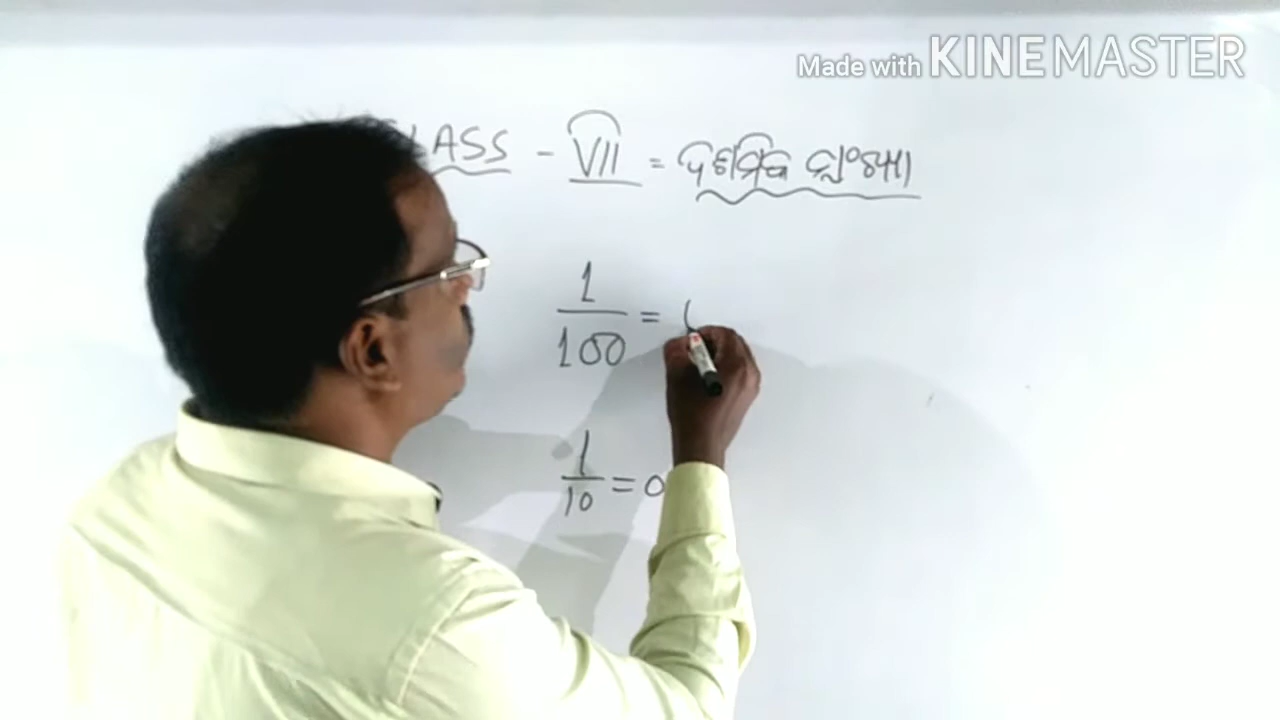 Made with KINEMASTER
LASS - VII = ଦଶମିକ
1/100 =
1/10 = 0